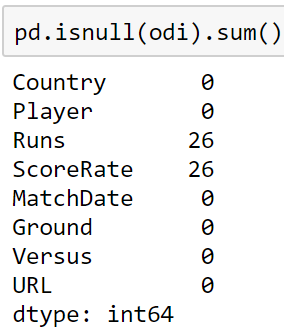 pd.isnull(odi).sum()
Country 0
Player 0
Runs 26
ScoreRate 26
MatchDate 0
Ground 0
Versus 0
URL 0
dtype: int64